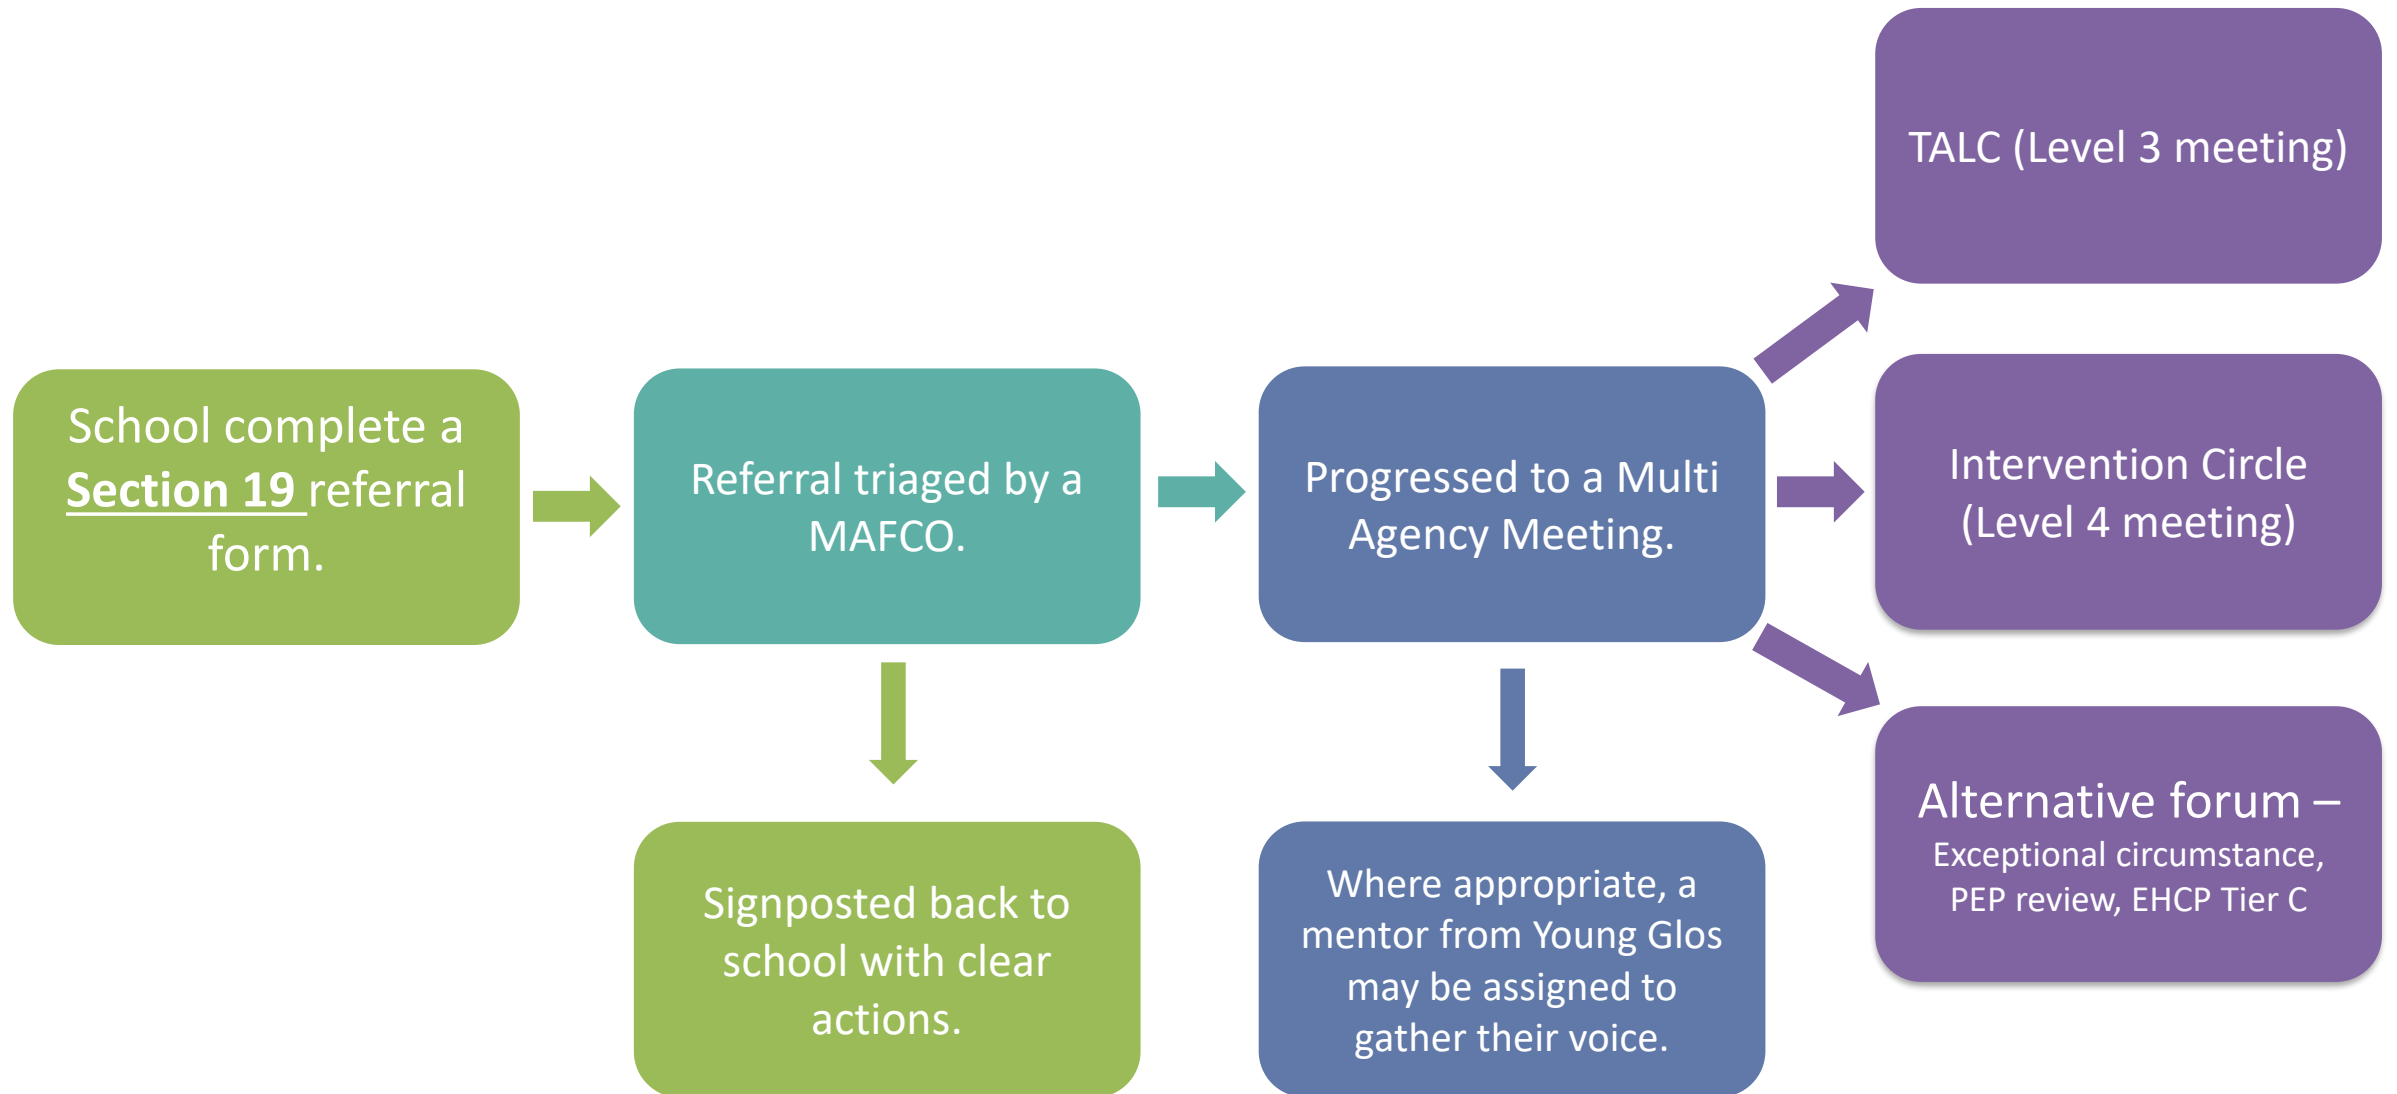 School complete a
Section 19 referral
form.
Referral triaged by a
MAFCO.
Signposted back to
school with clear
actions.
Progressed to a Multi
Agency Meeting.
Where appropriate, a
mentor from Young Glos
may be assigned to
gather their voice.
TALC (Level 3 meeting)
Intervention Circle
(Level 4 meeting)
Alternative forum –
Exceptional circumstance,
PEP review, EHCP Tier C